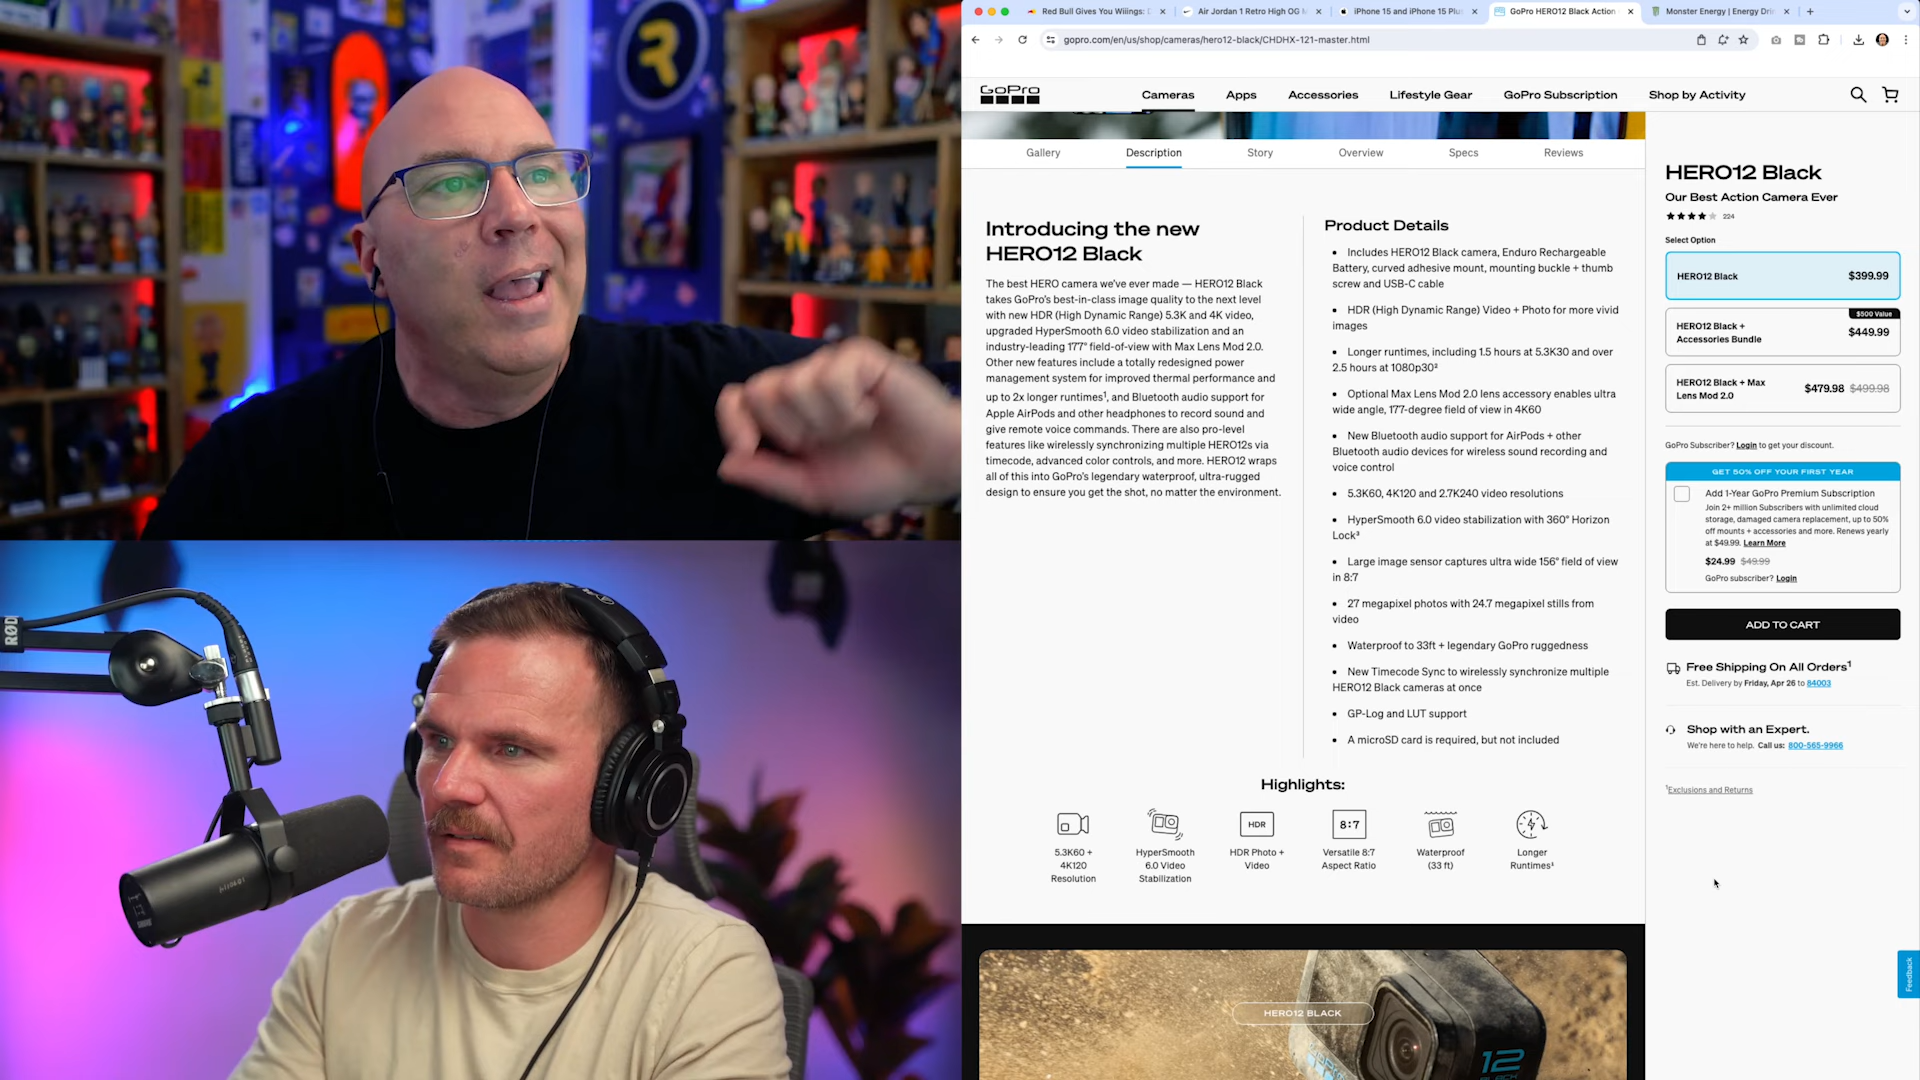 Red Bull Gives You Wiiings:
Air Jordan 1 Retro High OG
iPhone 15 and iPhone 15 Plu
GoPro HERO12 Black Action
Monster Energy | Energy Dri
gopro.com/en/us/shop/cameras/hero12-black/CHDHX-121-master.html
GoPro
Cameras
Apps
Accessories
Lifestyle Gear
GoPro Subscription
Shop by Activity
Gallery
Description
Story
Overview
Specs
Reviews
Introducing the new
HERO12 Black
The best HERO camera we've ever made — HERO12 Black
takes GoPro's best-in-class image quality to the next level
with new HDR (High Dynamic Range) 5.3K and 4K video,
upgraded HyperSmooth 6.0 video stabilization and an
industry-leading 177° field-of-view with Max Lens Mod 2.0.
Other new features include a totally redesigned power
management system for improved thermal performance and
up to 2x longer runtimes¹, and Bluetooth audio support for
Apple AirPods and other headphones to record sound and
give remote voice commands. There are also pro-level
features like wirelessly synchronizing multiple HERO12s via
timecode, advanced color controls, and more. HERO12 wraps
all of this into GoPro's legendary waterproof, ultra-rugged
design to ensure you get the shot, no matter the environment.
Product Details
• Includes HERO12 Black camera, Enduro Rechargeable
Battery, curved adhesive mount, mounting buckle + thumb
screw and USB-C cable
• HDR (High Dynamic Range) Video + Photo for more vivid
images
• Longer runtimes, including 1.5 hours at 5.3K30 and over
2.5 hours at 1080p30²
• Optional Max Lens Mod 2.0 lens accessory enables ultra
wide angle, 177-degree field of view in 4K60
• New Bluetooth audio support for AirPods + other
Bluetooth audio devices for wireless sound recording and
voice control
• 5.3K60, 4K120 and 2.7K240 video resolutions
• HyperSmooth 6.0 video stabilization with 360° Horizon
Lock³
• Large image sensor captures ultra wide 156° field of view
in 8:7
• 27 megapixel photos with 24.7 megapixel stills from
video
• Waterproof to 33ft + legendary GoPro ruggedness
• New Timecode Sync to wirelessly synchronize multiple
HERO12 Black cameras at once
• GP-Log and LUT support
• A microSD card is required, but not included
Highlights:
HDR
8:7
5.3K60 +
4K120
Resolution
HyperSmooth
6.0 Video
Stabilization
HDR Photo +
Video
Versatile 8:7
Aspect Ratio
Waterproof
(33 ft)
Longer
Runtimes¹
HERO12 BLACK
12
HERO12 Black
Our Best Action Camera Ever
224
Select Option
HERO12 Black
$399.99
$500 Value
HERO12 Black +
Accessories Bundle
$449.99
HERO12 Black + Max
Lens Mod 2.0
$479.98 $499.98
GoPro Subscriber? Login to get your discount.
GET 50% OFF YOUR FIRST YEAR
Add 1-Year GoPro Premium Subscription
Join 2+ million Subscribers with unlimited cloud
storage, damaged camera replacement, up to 50%
off mounts + accessories and more. Renews yearly
at $49.99. Learn More
$24.99 $49.99
GoPro subscriber? Login
ADD TO CART
Free Shipping On All Orders¹
Est. Delivery by Friday, Apr 26 to 84003
Shop with an Expert.
We're here to help. Call us: 800-565-9966
¹Exclusions and Returns
Feedback
R
RØDE